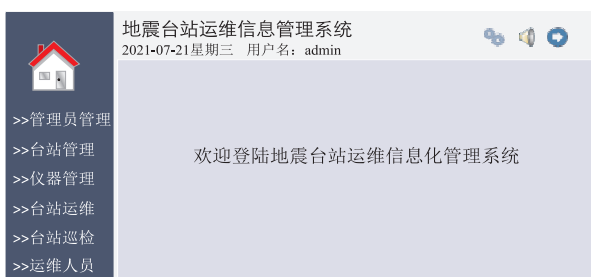 地震台站运维信息管理系统
2021-07-21星期三 用户名：admin
>>管理员管理
>>台站管理
>>仪器管理
>>台站运维
>>台站巡检
>>运维人员
欢迎登陆地震台站运维信息化管理系统